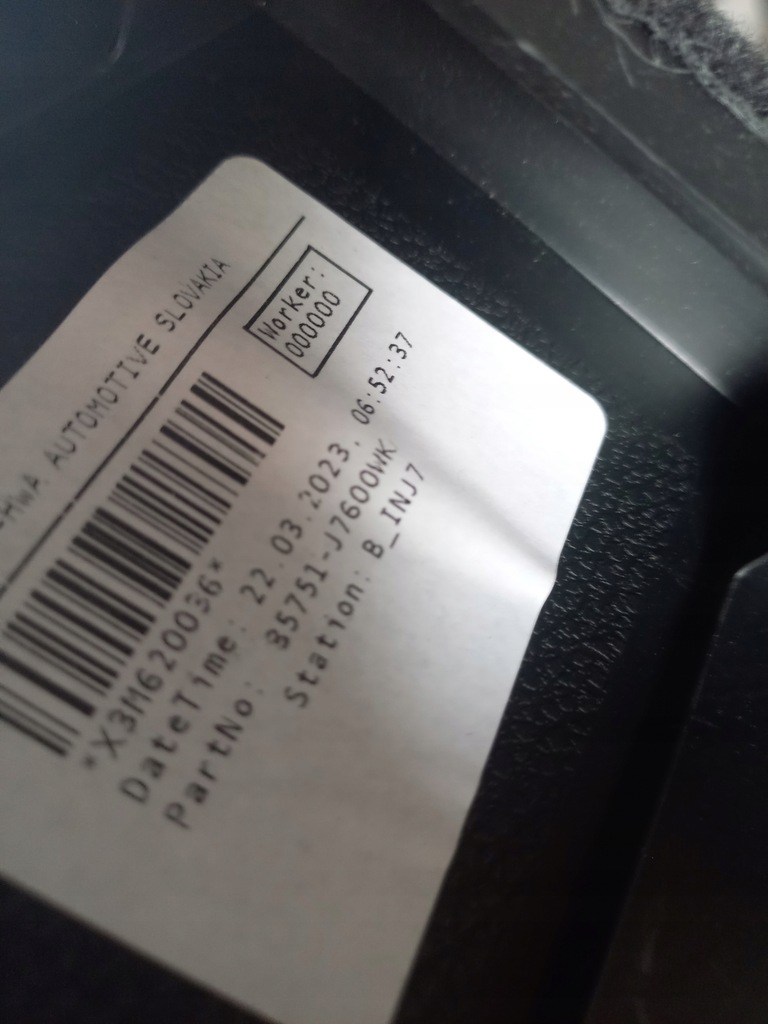 AUTOMOTIVE SLOVAKIA
Worker:
000000
*X3M620036*
DateTime: 22.03.2023. 06:52:37
PartNo: 35751-J7600WK
Station: B_INJ7